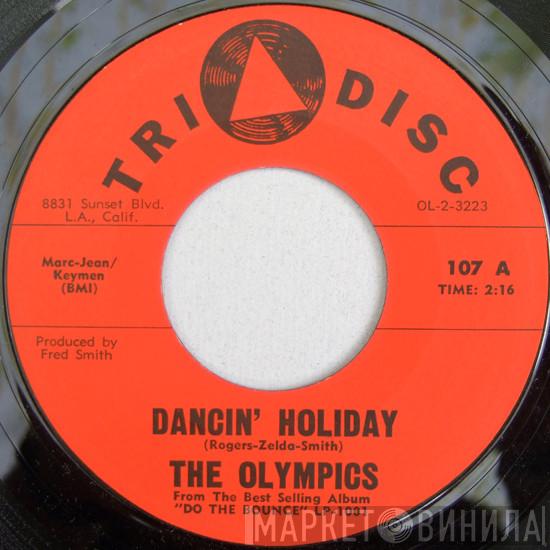 TRI DISC
8831 Sunset Blvd.
L.A., Calif.
OL-2-3223
Marc-Jean/
Keymen
(BMI)
107 A
TIME: 2:16
Produced by
Fred Smith
DANCIN' HOLIDAY
(Rogers-Zelda-Smith)
THE OLYMPICS
From The Best Selling Album
"DO THE BOUNCE" LP-1001
МАРКЕТ ВИНИЛА